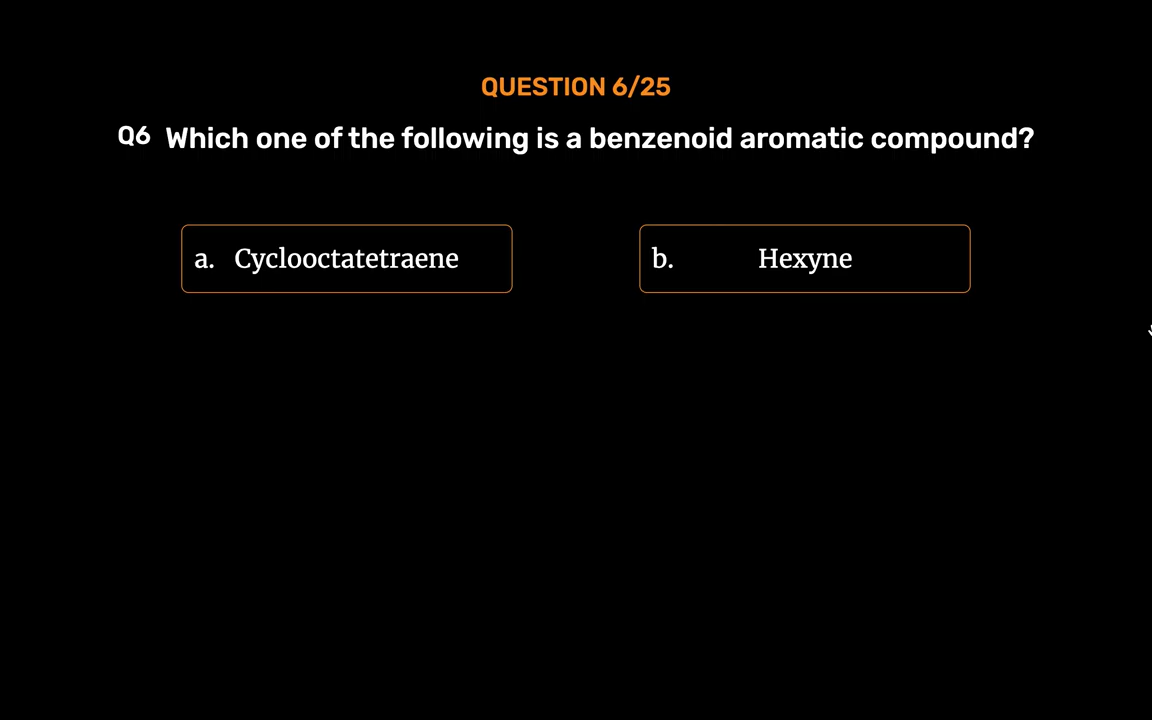 QUESTION 6/25
Q6 Which one of the following is a benzenoid aromatic compound?
a. Cyclooctatetraene
b. Hexyne